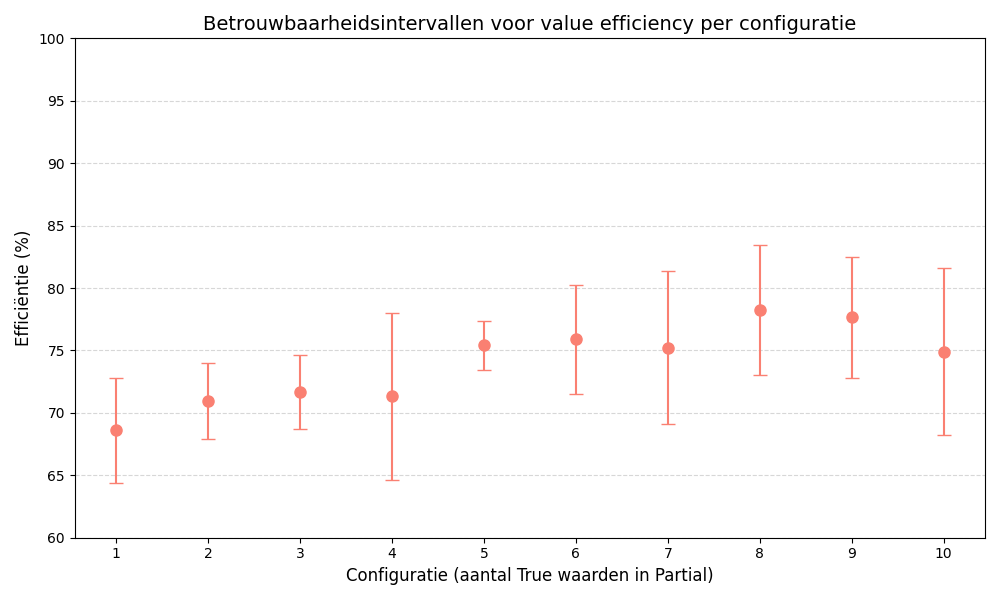 Betrouwbaarheidsintervallen voor value efficiency per configuratie
100
95
90
85
80
75
70
65
60
Efficiëntie (%)
1 2 3 4 5 6 7 8 9 10
Configuratie (aantal True waarden in Partial)